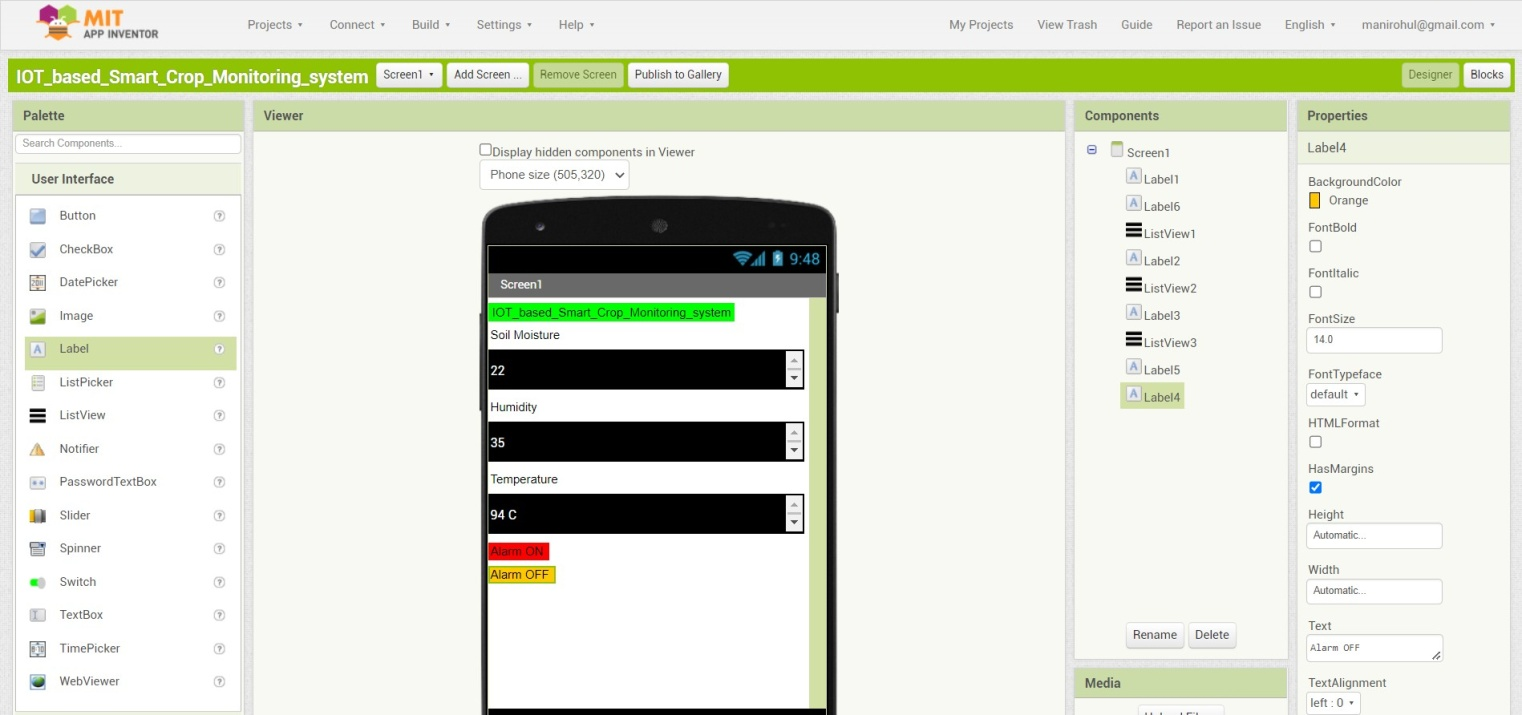 MIT
APP INVENTOR
Projects Connect Build Settings Help My Projects View Trash Guide Report an Issue English manirohul@gmail.com
IOT_based_Smart_Crop_Monitoring_system Screen1 Add Screen ... Remove Screen Publish to Gallery Designer Blocks
Palette
Search Components...
User Interface
Button ?
CheckBox ?
DatePicker ?
Image ?
Label ?
ListPicker ?
ListView ?
Notifier ?
PasswordTextBox ?
Slider ?
Spinner ?
Switch ?
TextBox ?
TimePicker ?
WebViewer ?
Viewer
Display hidden components in Viewer
Phone size (505,320)
9:48
Screen1
IOT_based_Smart_Crop_Monitoring_system
Soil Moisture
22
Humidity
35
Temperature
94 C
Alarm ON
Alarm OFF
Components
Screen1
Label1
Label6
ListView1
Label2
ListView2
Label3
ListView3
Label5
Label4
Rename Delete
Media
Properties
Label4
BackgroundColor
Orange
FontBold
FontItalic
FontSize
14.0
FontTypeface
default
HTMLFormat
HasMargins
Height
Automatic...
Width
Automatic...
Text
Alarm OFF
TextAlignment
left : 0